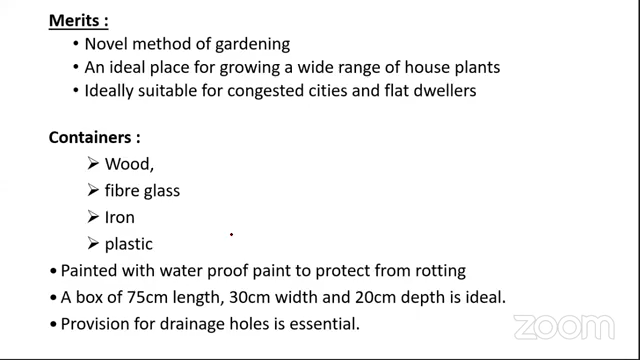 Merits :
• Novel method of gardening
• An ideal place for growing a wide range of house plants
• Ideally suitable for congested cities and flat dwellers
Containers :
➢ Wood,
➢ fibre glass
➢ Iron
➢ plastic
• Painted with water proof paint to protect from rotting
• A box of 75cm length, 30cm width and 20cm depth is ideal.
• Provision for drainage holes is essential.
zoom